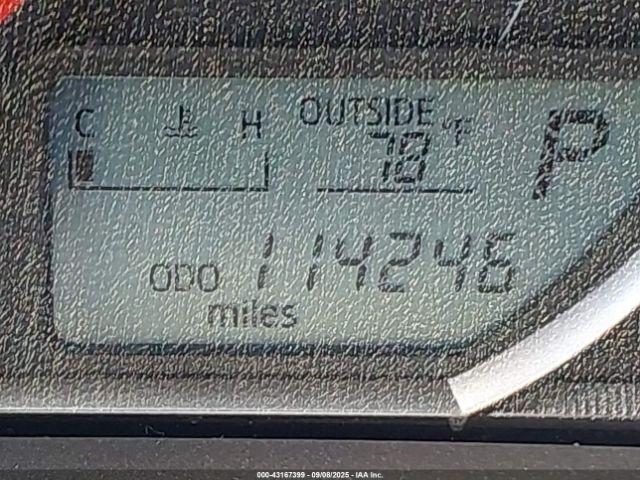 OUTSIDE
C H 78°F P
ODO 114246
miles
000-43167399 - 09/08/2025 - IAA Inc.